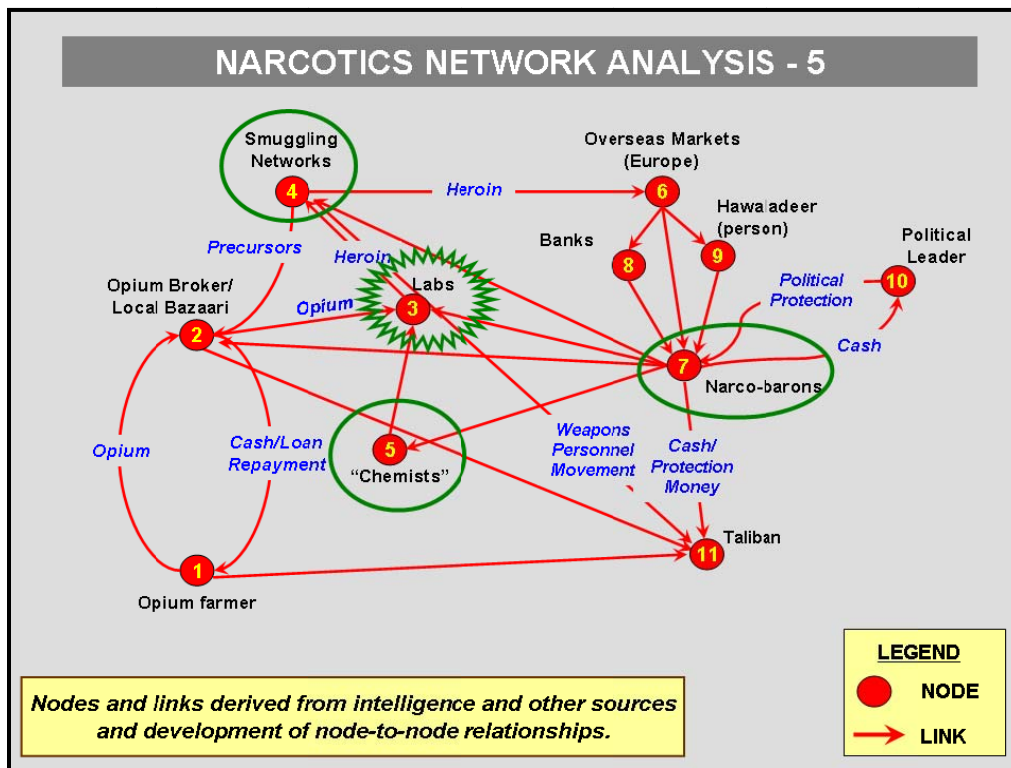 NARCOTICS NETWORK ANALYSIS - 5
Smuggling
Networks
4
Heroin
Overseas Markets
(Europe)
6
Hawaladeer
(person)
9
Banks
8
Political
Leader
10
Political
Protection
Cash
Precursors
Heroin
Labs
3
Opium
Opium Broker/
Local Bazaari
2
7
Narco-barons
Opium
Cash/Loan
Repayment
5
“Chemists”
Weapons
Personnel
Movement
Cash/
Protection
Money
Taliban
11
1
Opium farmer
LEGEND
NODE
LINK
Nodes and links derived from intelligence and other sources
and development of node-to-node relationships.